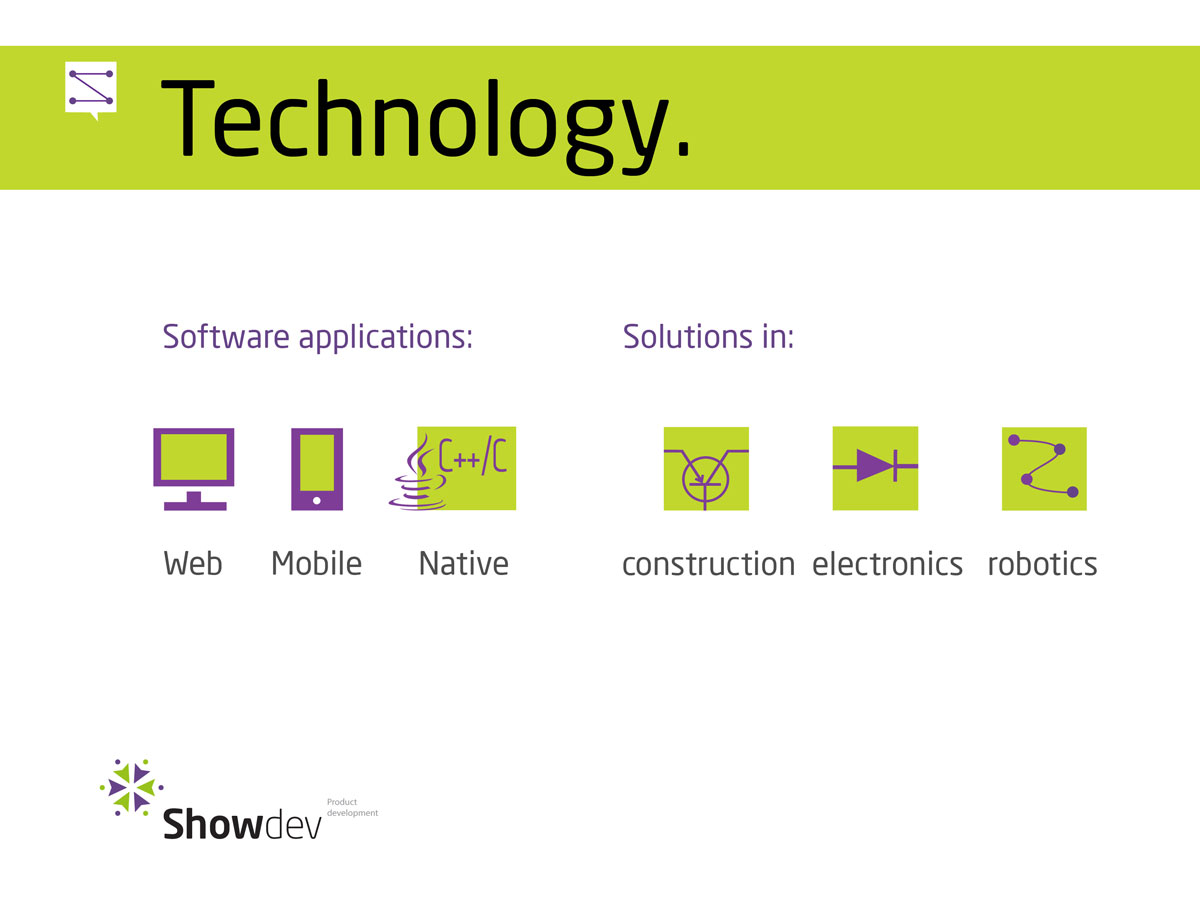 Technology.
Software applications:
Solutions in:
C++/C
Web Mobile Native
construction electronics robotics
Product
development
Showdev